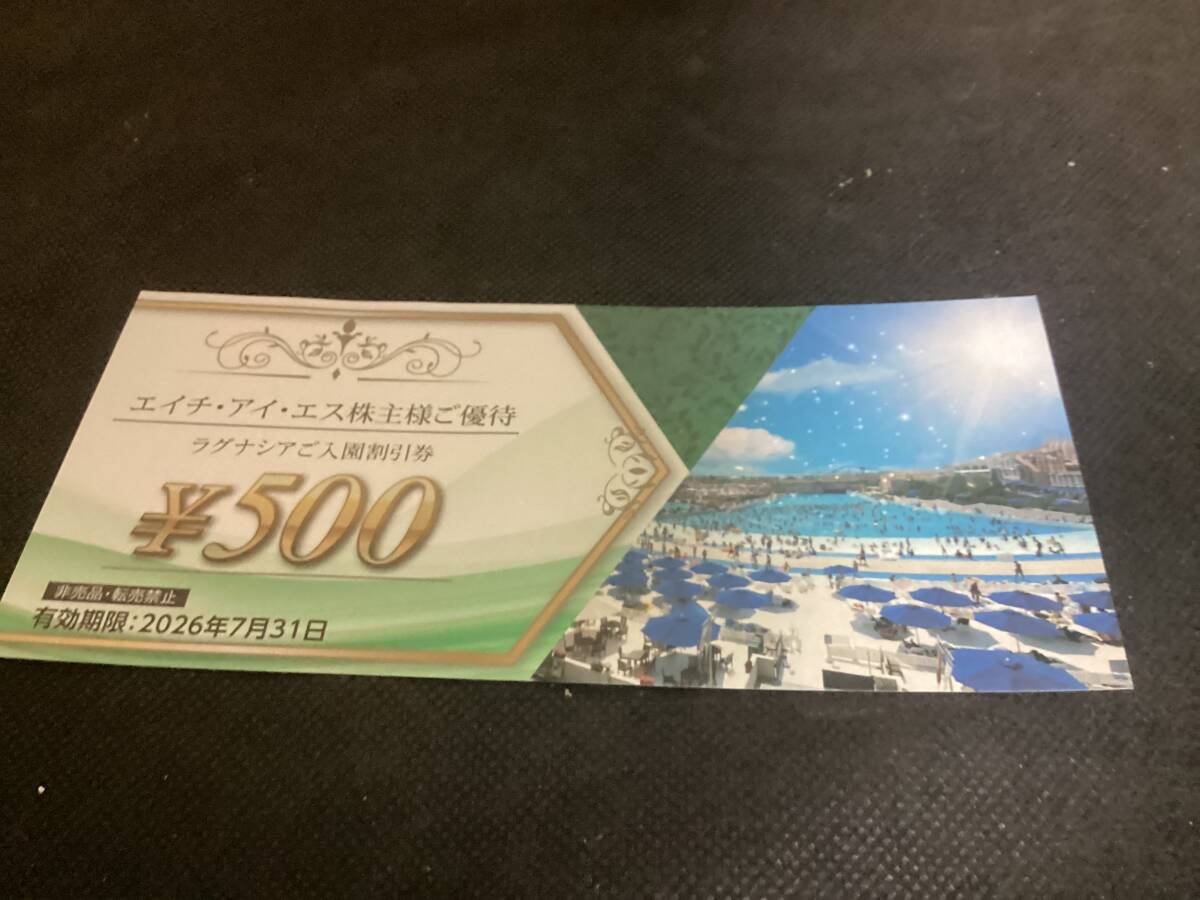 エイチ・アイ・エス株主様ご優待
ラグナシアご入園割引券
¥500
非売品・転売禁止
有効期限:2026年7月31日